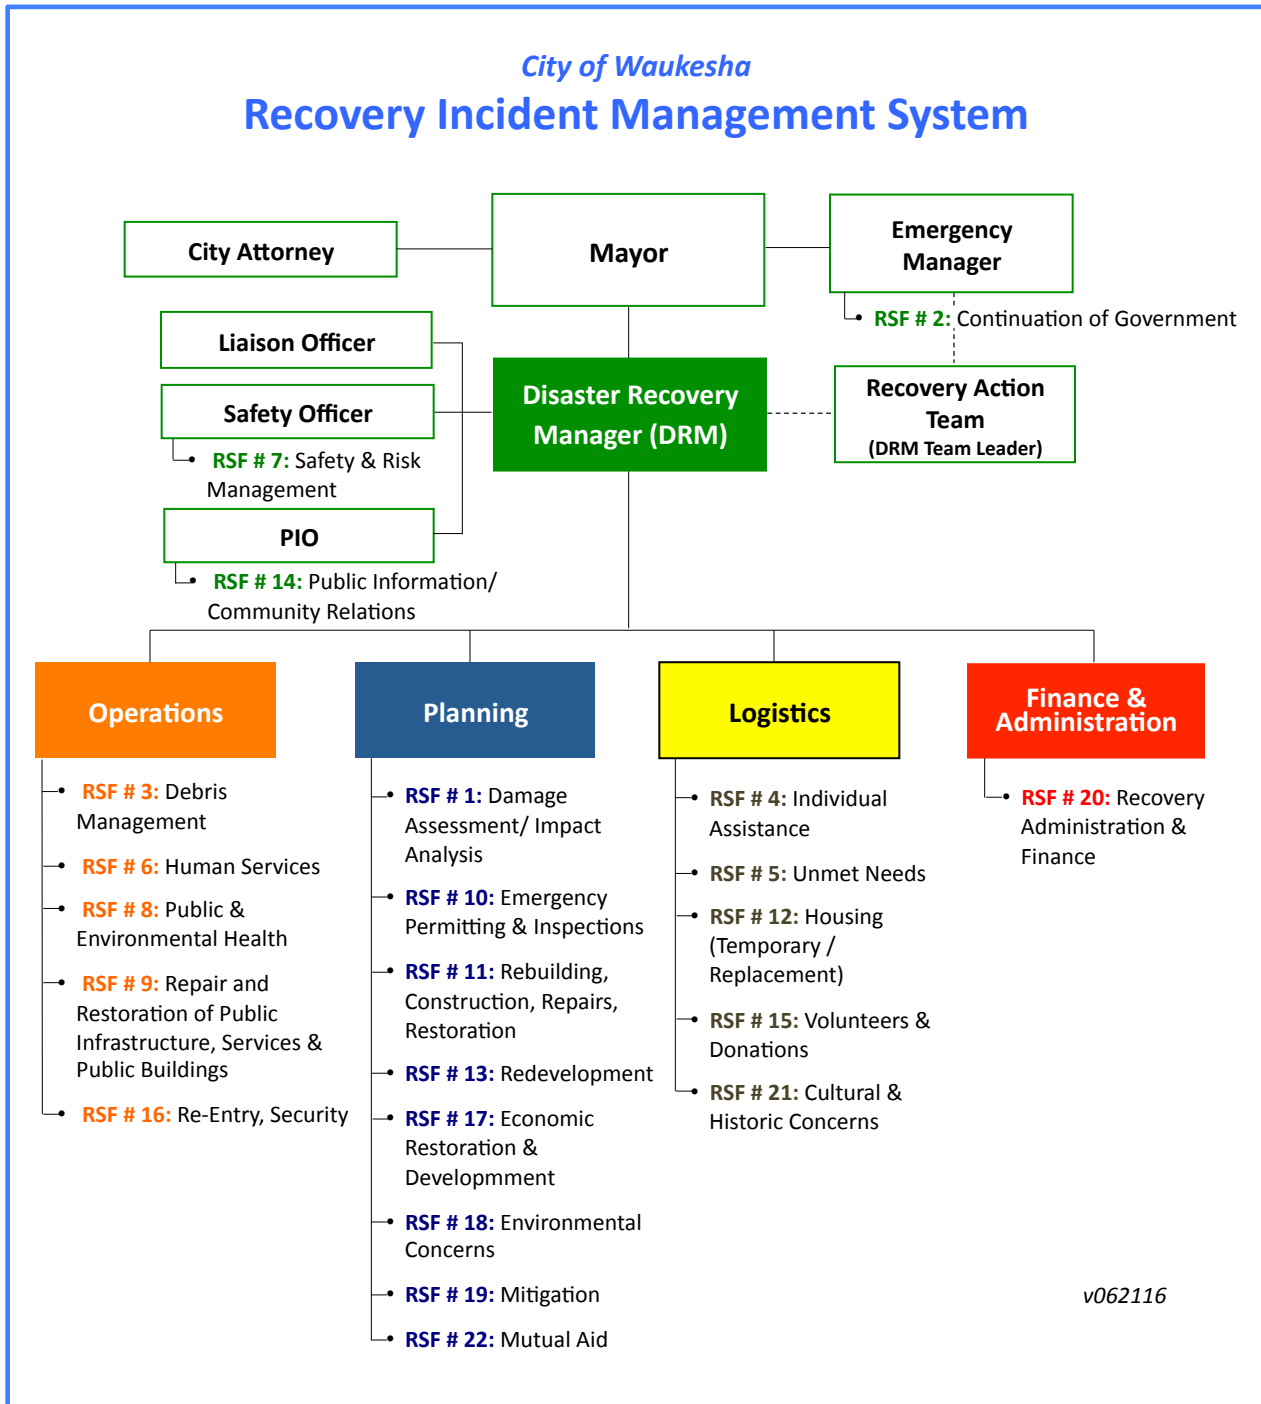 City of Waukesha
Recovery Incident Management System
City Attorney
Mayor
Emergency
Manager
• RSF # 2: Continuation of Government
Liaison Officer
Safety Officer
• RSF # 7: Safety & Risk
Management
PIO
• RSF # 14: Public Information/
Community Relations
Disaster Recovery
Manager (DRM)
Recovery Action
Team
(DRM Team Leader)
Operations
• RSF # 3: Debris
Management
• RSF # 6: Human Services
• RSF # 8: Public &
Environmental Health
• RSF # 9: Repair and
Restoration of Public
Infrastructure, Services &
Public Buildings
• RSF # 16: Re-Entry, Security
Planning
• RSF # 1: Damage
Assessment/ Impact
Analysis
• RSF # 10: Emergency
Permitting & Inspections
• RSF # 11: Rebuilding,
Construction, Repairs,
Restoration
• RSF # 13: Redevelopment
• RSF # 17: Economic
Restoration &
Developmment
• RSF # 18: Environmental
Concerns
• RSF # 19: Mitigation
• RSF # 22: Mutual Aid
Logistics
• RSF # 4: Individual
Assistance
• RSF # 5: Unmet Needs
• RSF # 12: Housing
(Temporary /
Replacement)
• RSF # 15: Volunteers &
Donations
• RSF # 21: Cultural &
Historic Concerns
Finance &
Administration
• RSF # 20: Recovery
Administration &
Finance
v062116